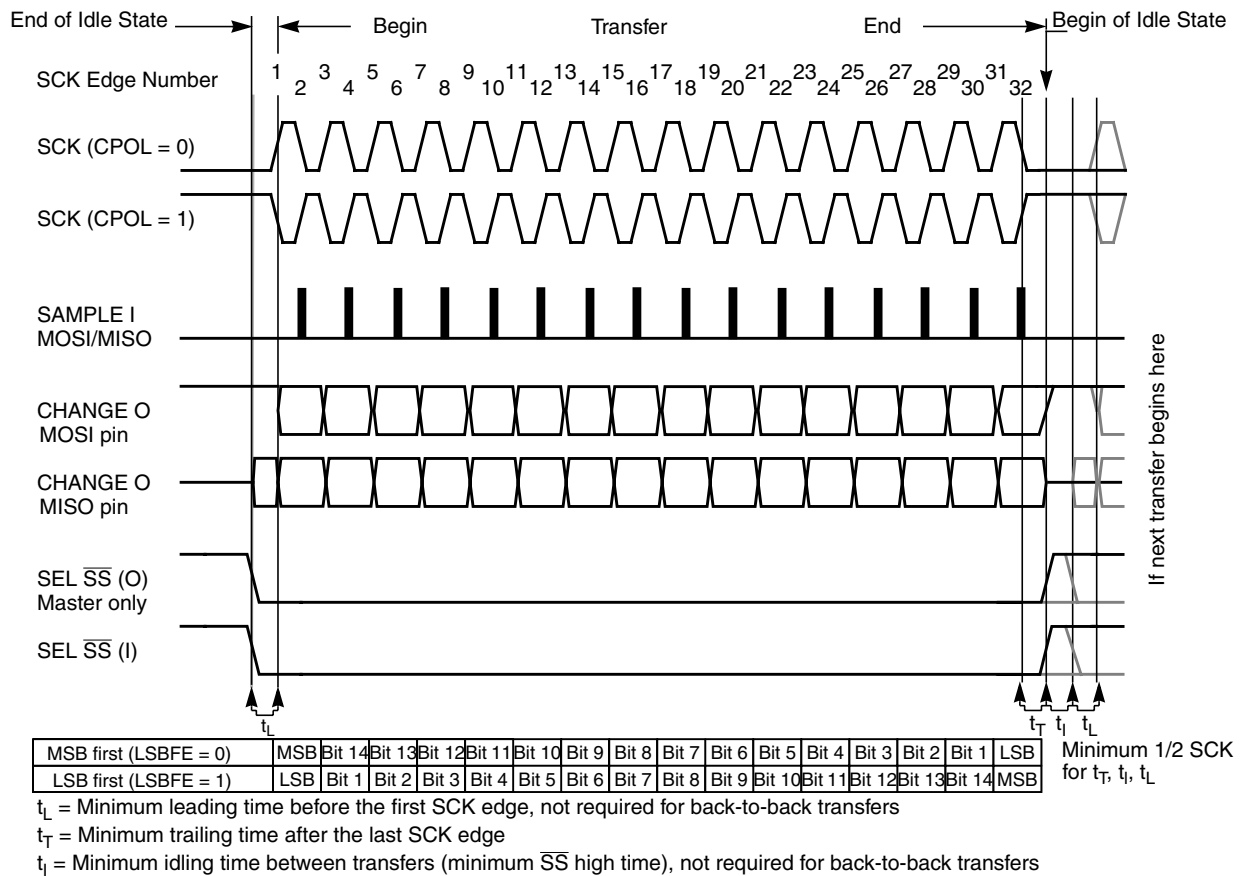 End of Idle State Begin Transfer End Begin of Idle State
SCK Edge Number 1 2 3 4 5 6 7 8 9 10 11 12 13 14 15 16 17 18 19 20 21 22 23 24 25 26 27 28 29 30 31 32
SCK (CPOL = 0)
SCK (CPOL = 1)
SAMPLE I
MOSI/MISO
CHANGE O
MOSI pin
CHANGE O
MISO pin
SEL SS (O)
Master only
SEL SS (I)
If next transfer begins here
tL tT tI tL
MSB first (LSBFE = 0) MSB Bit 14 Bit 13 Bit 12 Bit 11 Bit 10 Bit 9 Bit 8 Bit 7 Bit 6 Bit 5 Bit 4 Bit 3 Bit 2 Bit 1 LSB
LSB first (LSBFE = 1) LSB Bit 1 Bit 2 Bit 3 Bit 4 Bit 5 Bit 6 Bit 7 Bit 8 Bit 9 Bit 10 Bit 11 Bit 12 Bit 13 Bit 14 MSB
Minimum 1/2 SCK
for tT, tI, tL
tL = Minimum leading time before the first SCK edge, not required for back-to-back transfers
tT = Minimum trailing time after the last SCK edge
tI = Minimum idling time between transfers (minimum SS high time), not required for back-to-back transfers